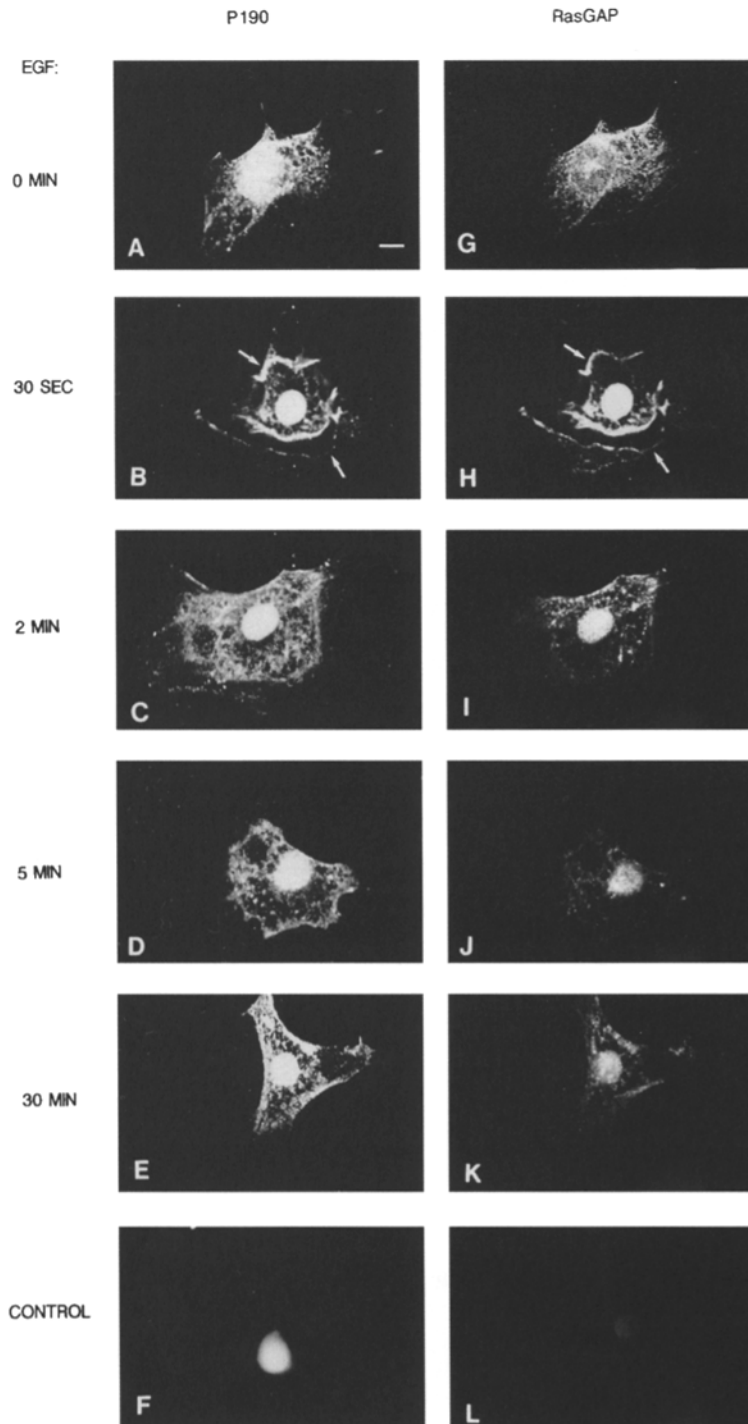 P190 RasGAP
EGF:
0 MIN
A G
30 SEC
B H
2 MIN
C I
5 MIN
D J
30 MIN
E K
CONTROL
F L